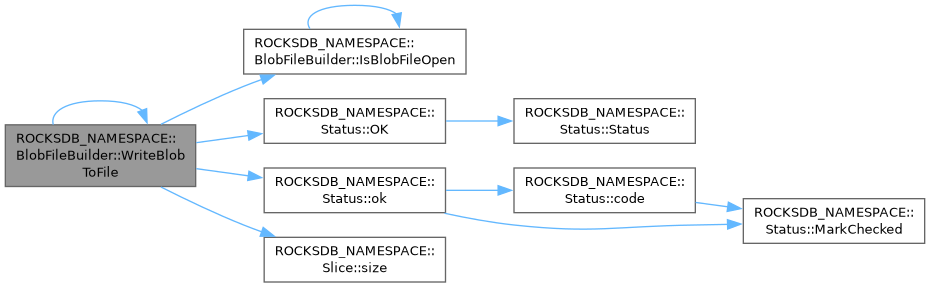 ROCKSDB_NAMESPACE::
BlobFileBuilder::WriteBlob
ToFile
ROCKSDB_NAMESPACE::
BlobFileBuilder::IsBlobFileOpen
ROCKSDB_NAMESPACE::
Status::OK
ROCKSDB_NAMESPACE::
Status::Status
ROCKSDB_NAMESPACE::
Status::ok
ROCKSDB_NAMESPACE::
Status::code
ROCKSDB_NAMESPACE::
Status::MarkChecked
ROCKSDB_NAMESPACE::
Slice::size